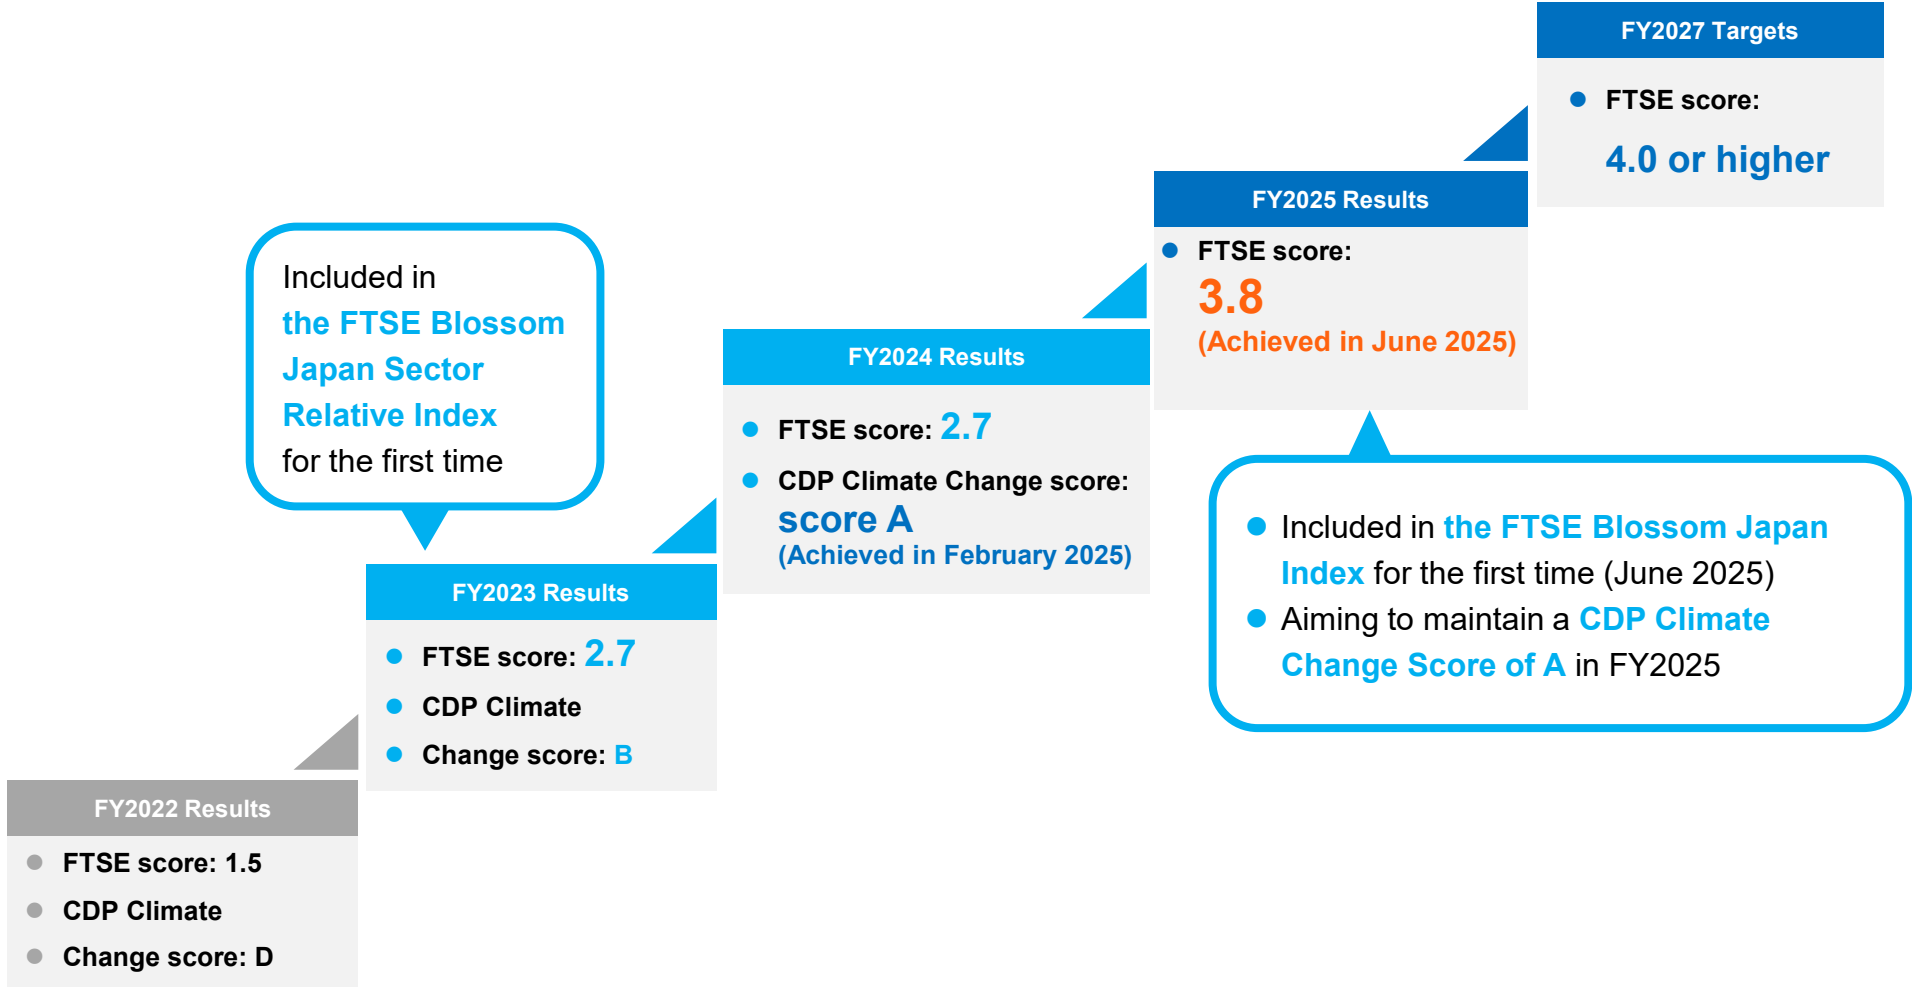 FY2027 Targets
FTSE score:
4.0 or higher
FY2025 Results
FTSE score:
3.8
(Achieved in June 2025)
Included in
the FTSE Blossom
Japan Sector
Relative Index
for the first time
FY2024 Results
FTSE score: 2.7
CDP Climate Change score:
score A
(Achieved in February 2025)
Included in the FTSE Blossom Japan
Index for the first time (June 2025)
Aiming to maintain a CDP Climate
Change Score of A in FY2025
FY2023 Results
FTSE score: 2.7
CDP Climate
Change score: B
FY2022 Results
FTSE score: 1.5
CDP Climate
Change score: D